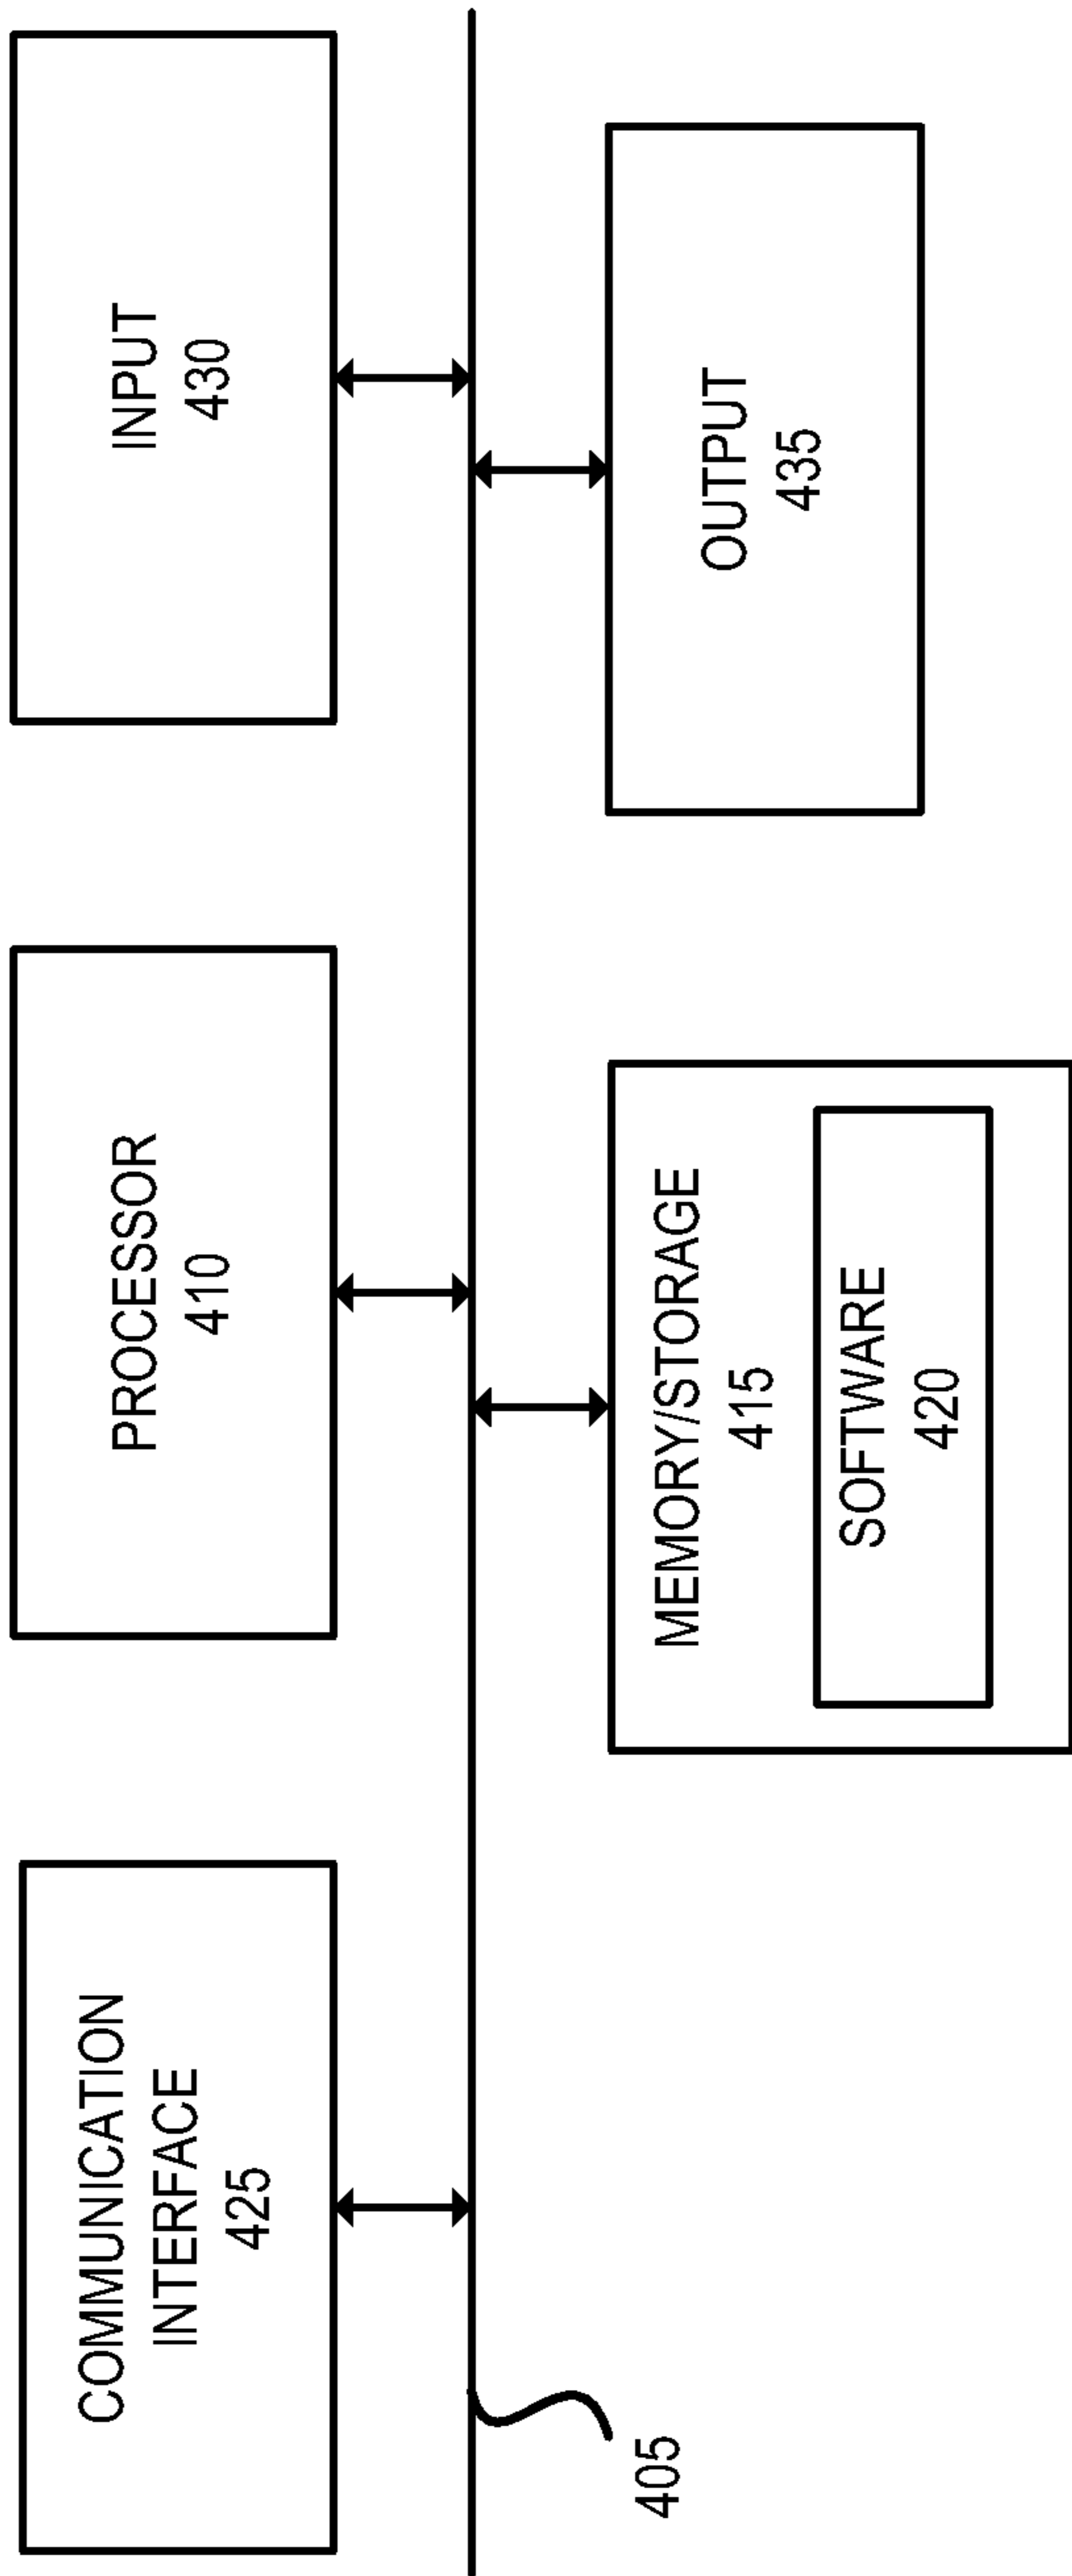 COMMUNICATION
INTERFACE
425
PROCESSOR
410
INPUT
430
405
MEMORY/STORAGE
415
SOFTWARE
420
OUTPUT
435